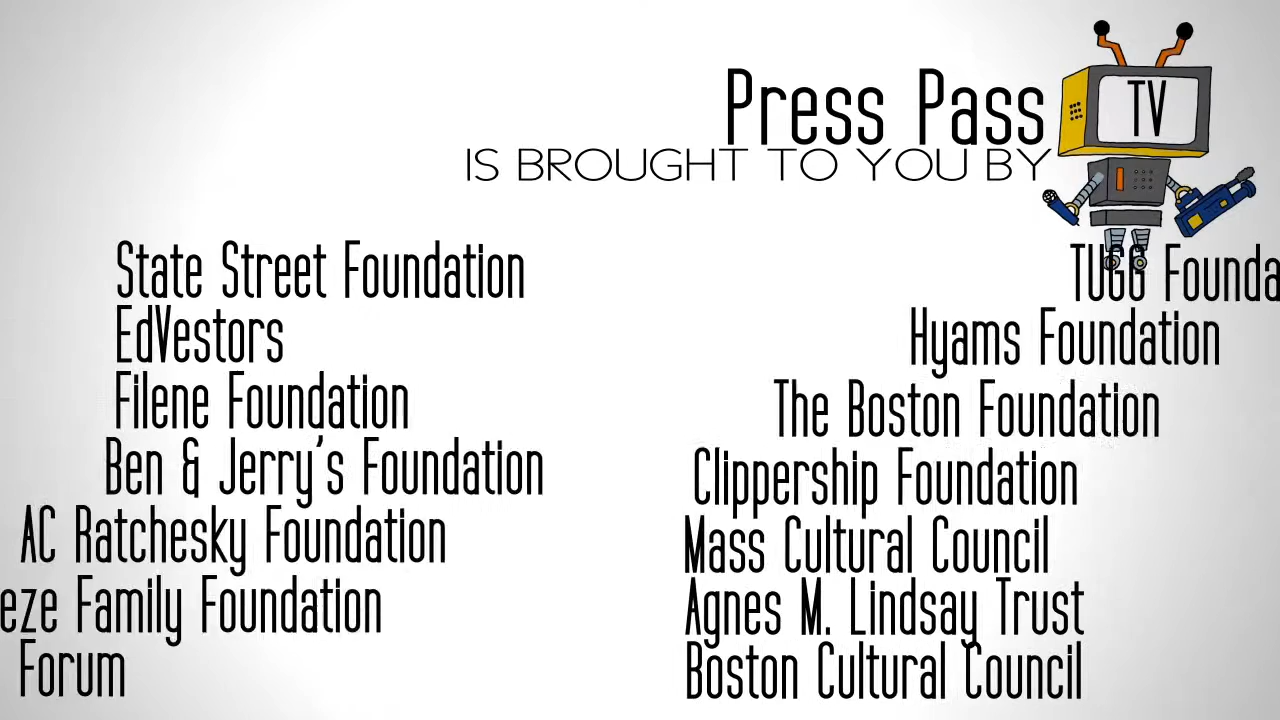 Press Pass TV
IS BROUGHT TO YOU BY
State Street Foundation
EdVestors
Filene Foundation
Ben & Jerry's Foundation
AC Ratchesky Foundation
Family Foundation
Forum
TUGG
Hyams Foundation
The Boston Foundation
Clippership Foundation
Mass Cultural Council
Agnes M. Lindsay Trust
Boston Cultural Council